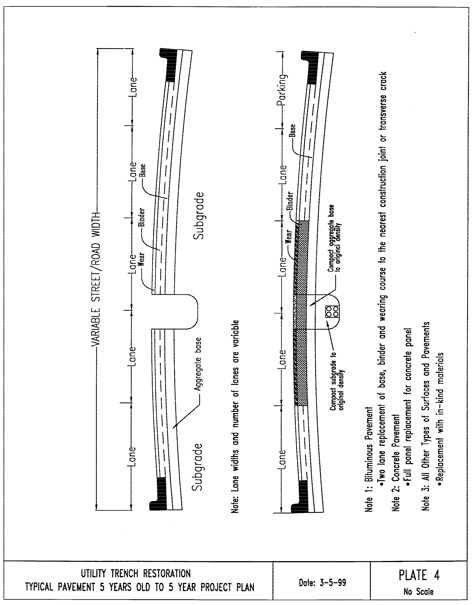 VARIABLE STREET/ROAD WIDTH
Lane
Lane
Lane
Lane
Lane
Wear
Binder
Base
Aggregate base
Subgrade
Subgrade
Note: Lane widths and number of lanes are variable
Lane
Lane
Lane
Lane
Parking
Wear
Binder
Base
Compact aggregate base
to original density
Compact subgrade to
original density
Note 1: Bituminous Pavement
•Two lane replacement of base, binder and wearing course to the nearest construction joint or transverse crack
Note 2: Concrete Pavement
•Full panel replacement for concrete panel
Note 3: All Other Types of Surfaces and Pavements
•Replacement with in-kind materials
UTILITY TRENCH RESTORATION
TYPICAL PAVEMENT 5 YEARS OLD TO 5 YEAR PROJECT PLAN
Date: 3-5-99
PLATE 4
No Scale